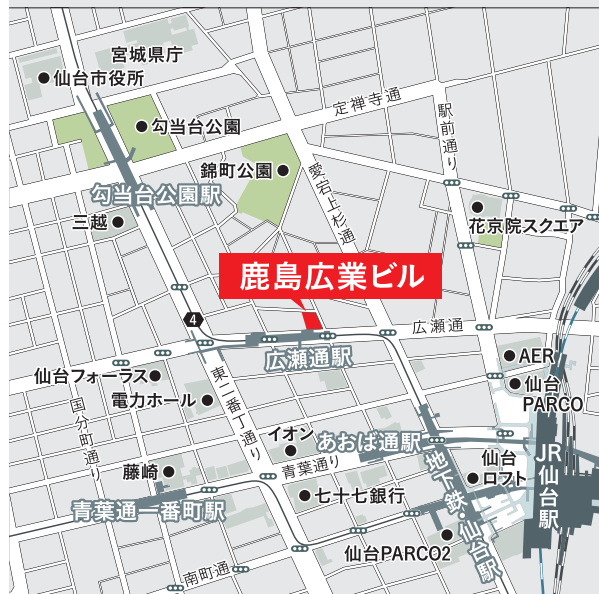 宮城県庁
仙台市役所
定禅寺通
勾当台公園
駅前通り
錦町公園
愛宕上杉通
勾当台公園駅
三越
花京院スクエア
鹿島広業ビル
4
広瀬通
広瀬通駅
AER
仙台フォーラス
仙台
PARCO
国分町通り
電力ホール
東二番丁通り
イオン
あおば通駅
青葉通り
藤崎
地下鉄・仙台駅
仙台
ロフト
JR仙台駅
七十七銀行
青葉通一番町駅
仙台PARCO2
南町通